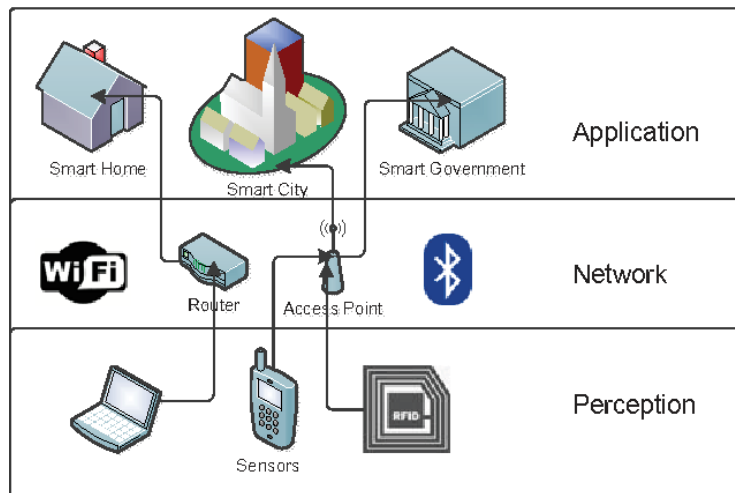 Smart Home
Smart City
Smart Government
Application
WiFi
Router
Access Point
Network
Sensors
RFID
Perception